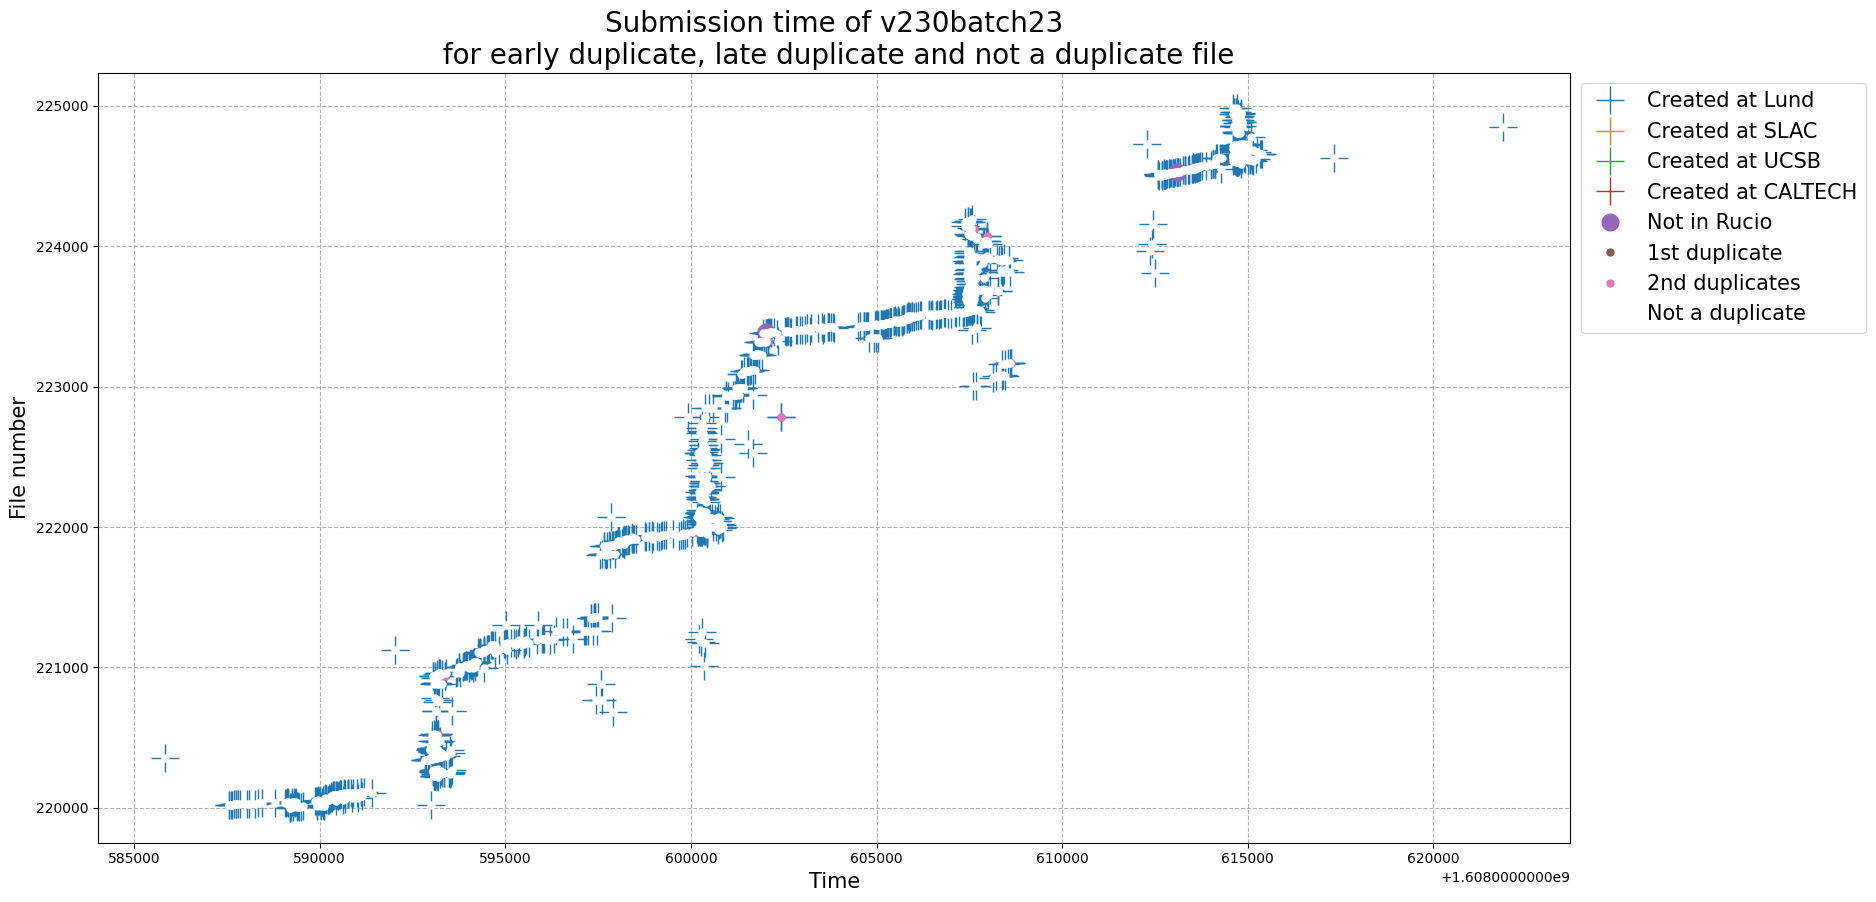 Submission time of v230batch23
for early duplicate, late duplicate and not a duplicate file
Created at Lund
Created at SLAC
Created at UCSB
Created at CALTECH
Not in Rucio
1st duplicate
2nd duplicates
Not a duplicate
File number
225000
224000
223000
222000
221000
220000
585000
590000
595000
600000
605000
610000
615000
620000
+1.6080000000e9
Time